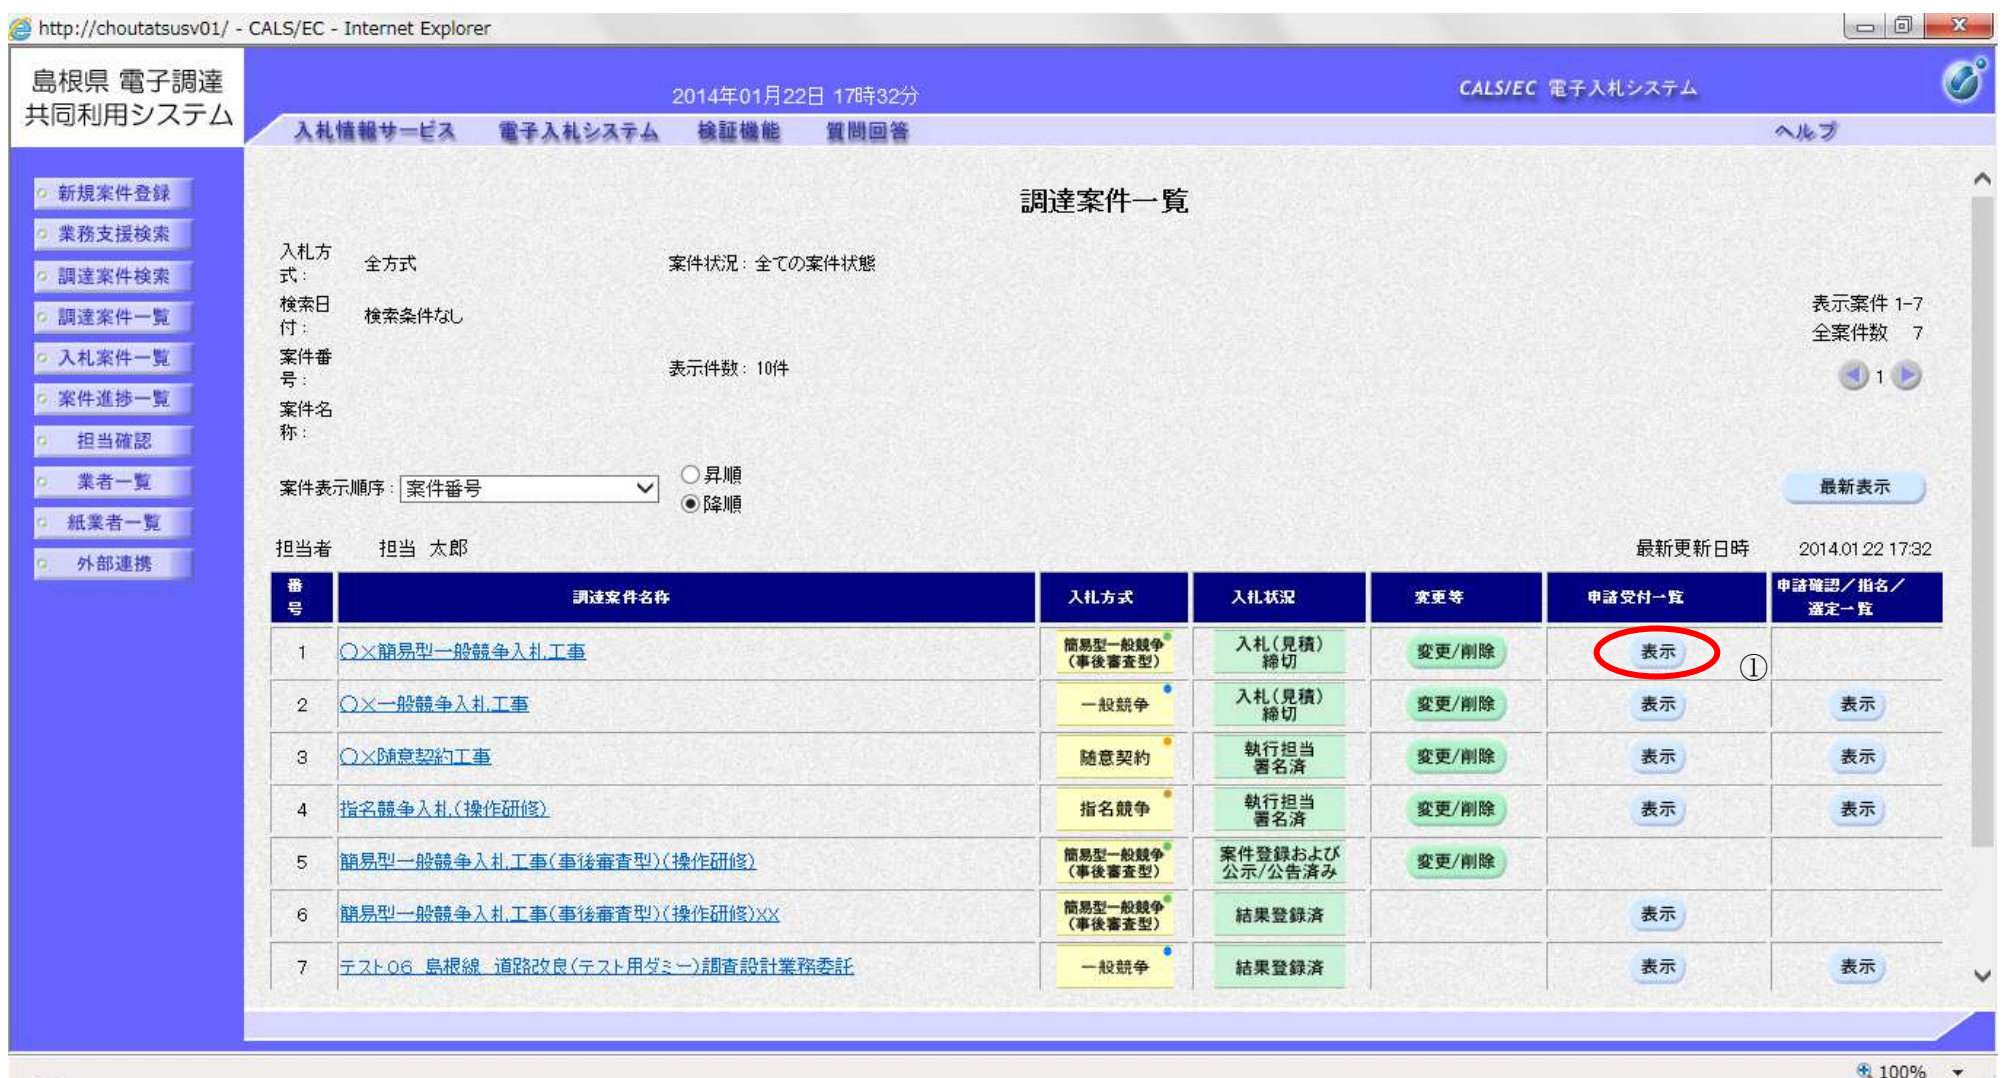 http://choutatsusv01/ - CALS/EC - Internet Explorer
島根県 電子調達
共同利用システム
2014年01月22日 17時32分
CALS/EC 電子入札システム
入札情報サービス 電子入札システム 検証機能 質問回答 ヘルプ
新規案件登録
業務支援検索
調達案件検索
調達案件一覧
入札案件一覧
案件進捗一覧
担当確認
業者一覧
紙業者一覧
外部連携
調達案件一覧
入札方式： 全方式 案件状況： 全ての案件状態
検索日付： 検索条件なし
表示案件 1-7
全案件数 7
案件番号： 表示件数： 10件
1
案件名称：
案件表示順序： 案件番号
昇順
降順
最新表示
担当者 担当 太郎 最新更新日時 2014.01.22 17:32
番号 調達案件名称 入札方式 入札状況 変更等 申請受付一覧 申請確認／指名／選定一覧
1 ○×簡易型一般競争入札工事 簡易型一般競争（事後審査型） 入札(見積)締切 変更/削除 表示 ①
2 ○×一般競争入札工事 一般競争 入札(見積)締切 変更/削除 表示 表示
3 ○×随意契約工事 随意契約 執行担当署名済 変更/削除 表示 表示
4 指名競争入札(操作研修) 指名競争 執行担当署名済 変更/削除 表示 表示
5 簡易型一般競争入札工事(事後審査型)(操作研修) 簡易型一般競争（事後審査型） 案件登録および公示/公告済み 変更/削除
6 簡易型一般競争入札工事(事後審査型)(操作研修)XX 簡易型一般競争（事後審査型） 結果登録済 表示
7 テスト０６ 島根線 道路改良(テスト用ダミー)調査設計業務委託 一般競争 結果登録済 表示 表示
100%